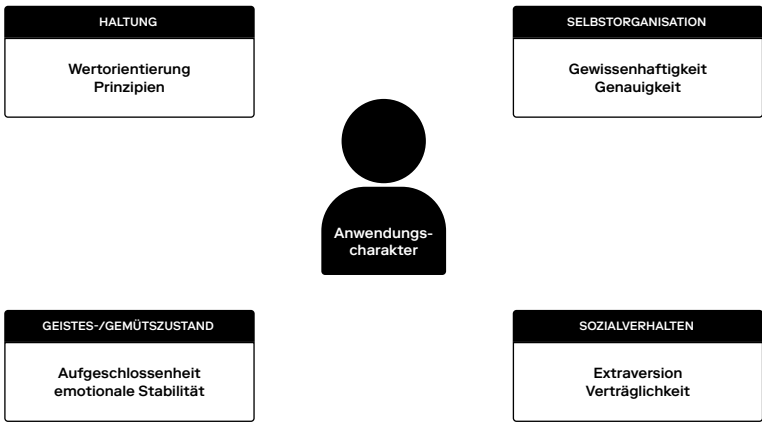 HALTUNG
Wertorientierung
Prinzipien
SELBSTORGANISATION
Gewissenhaftigkeit
Genauigkeit
Anwendungs-
charakter
GEISTES-/GEMÜTSZUSTAND
Aufgeschlossenheit
emotionale Stabilität
SOZIALVERHALTEN
Extraversion
Verträglichkeit